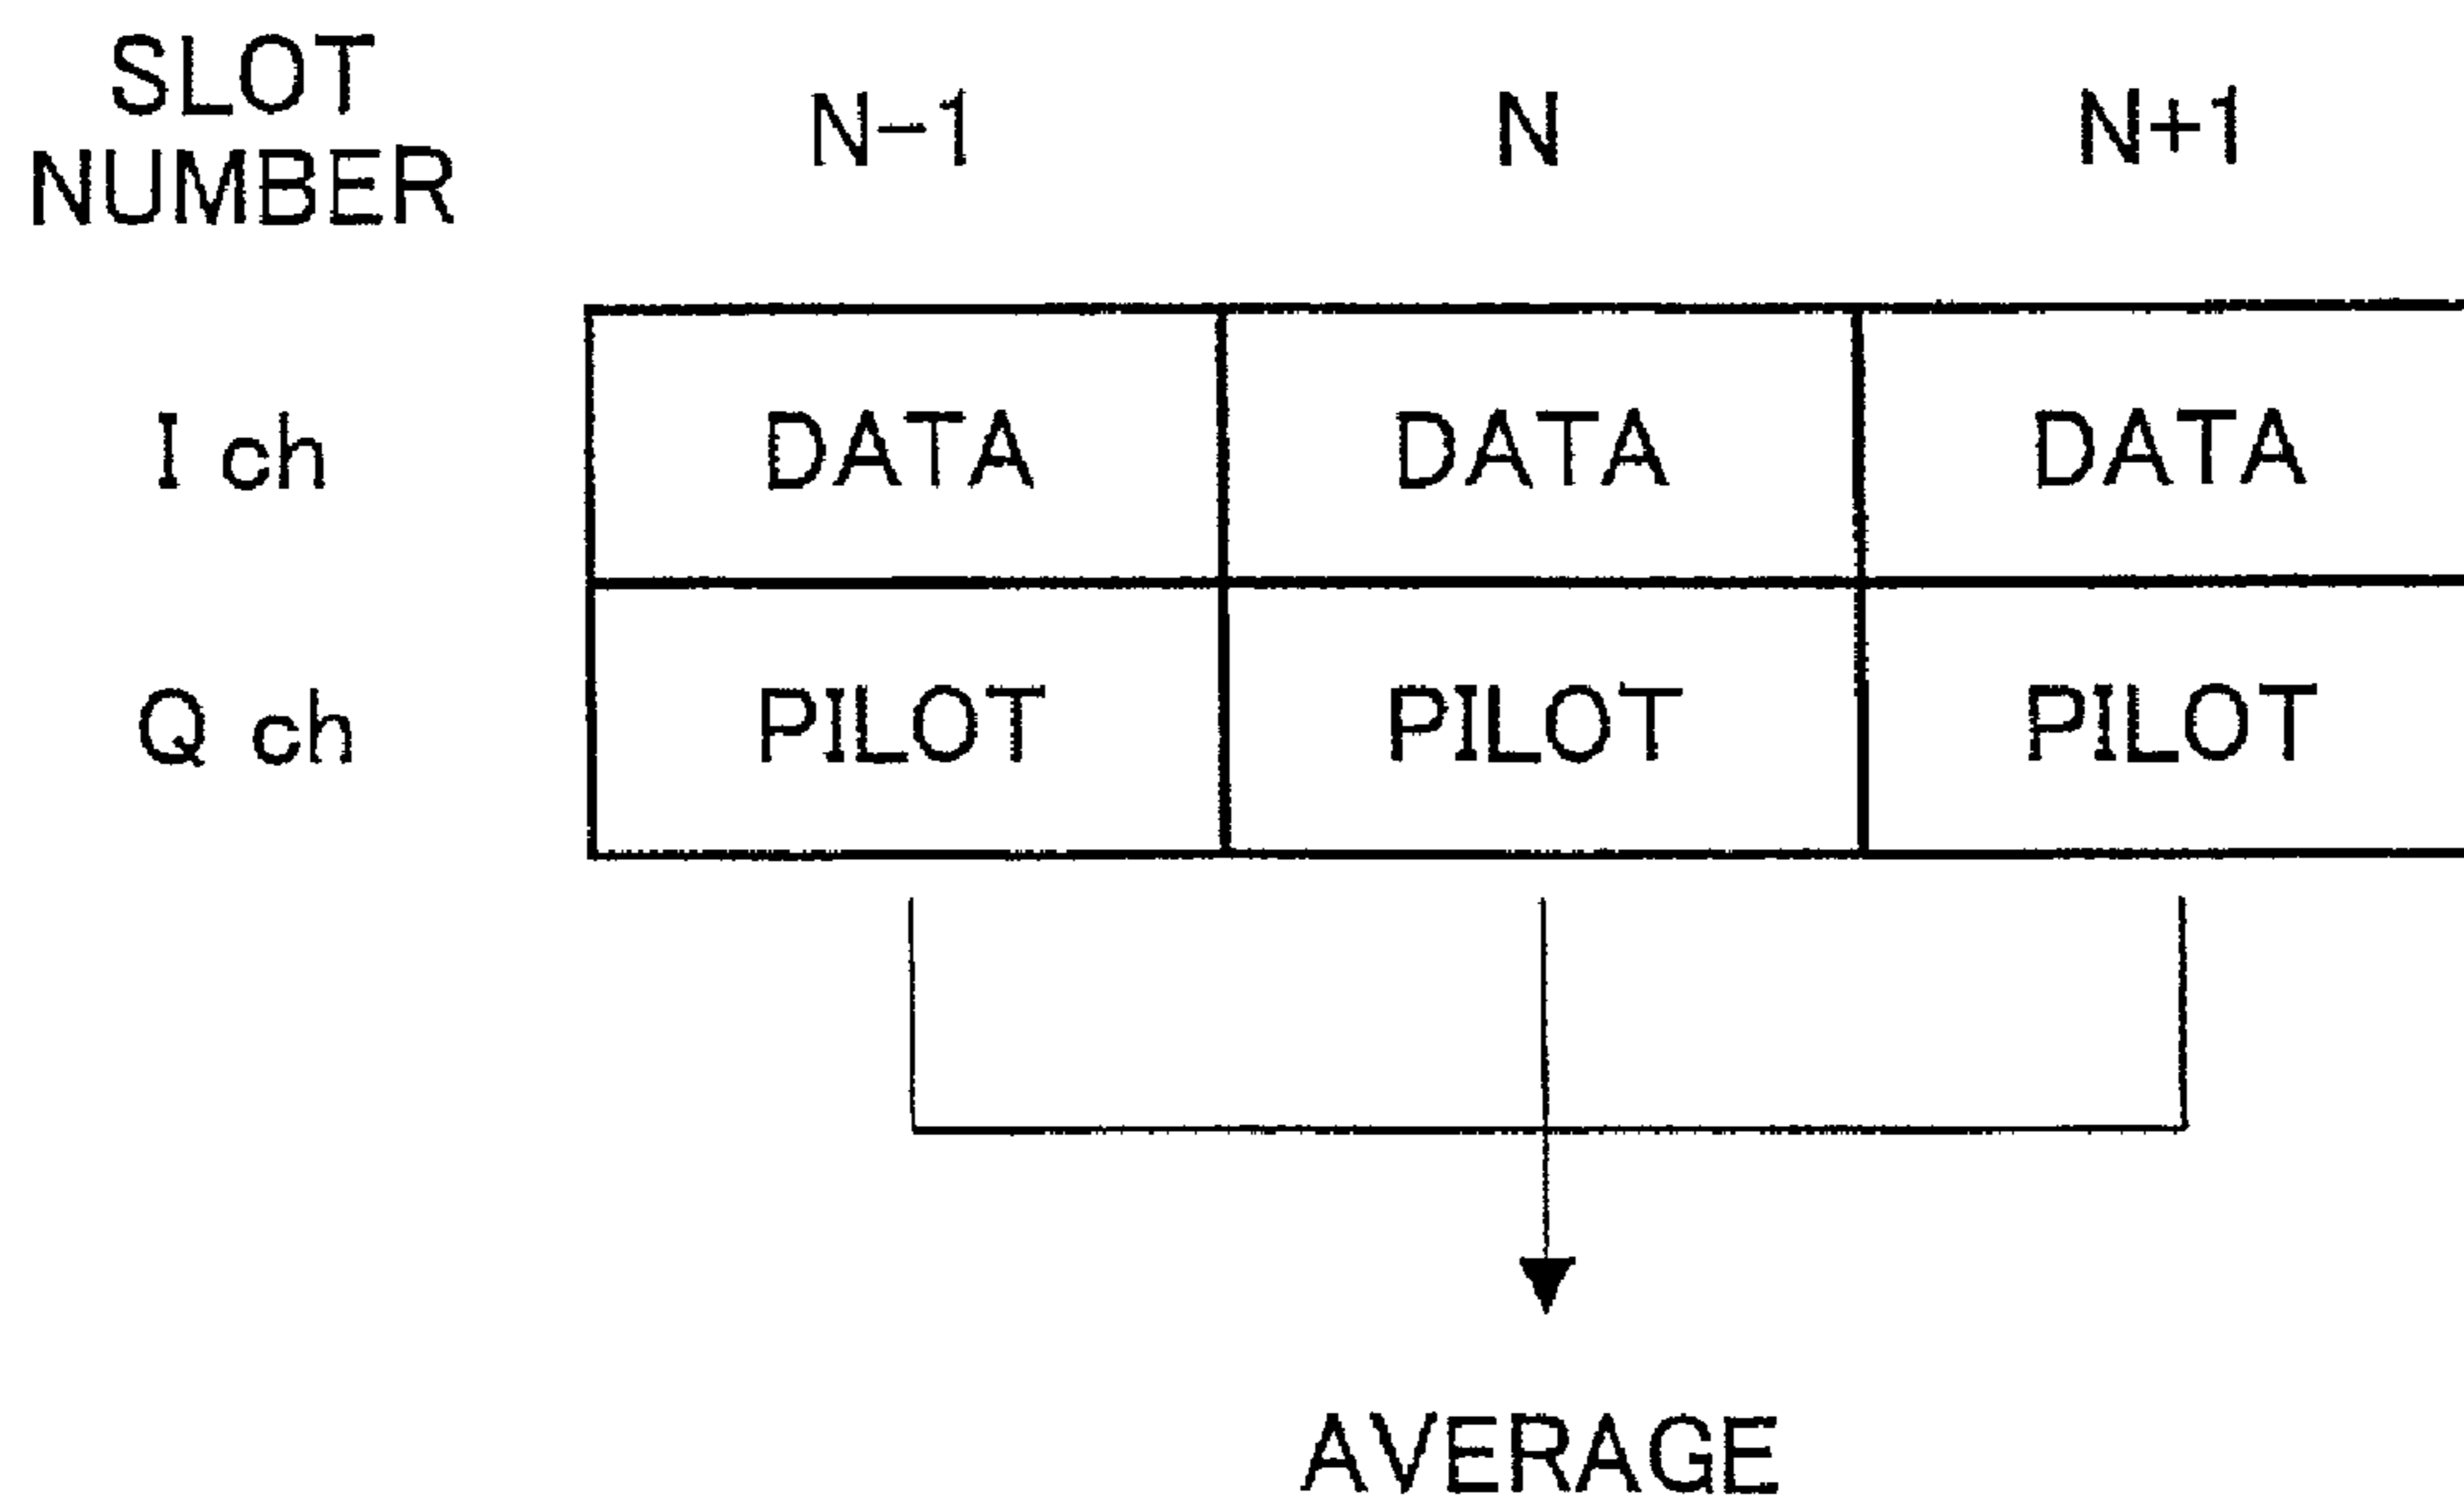 SLOT
NUMBER
N-1 N N+1
I ch DATA DATA DATA
Q ch PILOT PILOT PILOT
AVERAGE